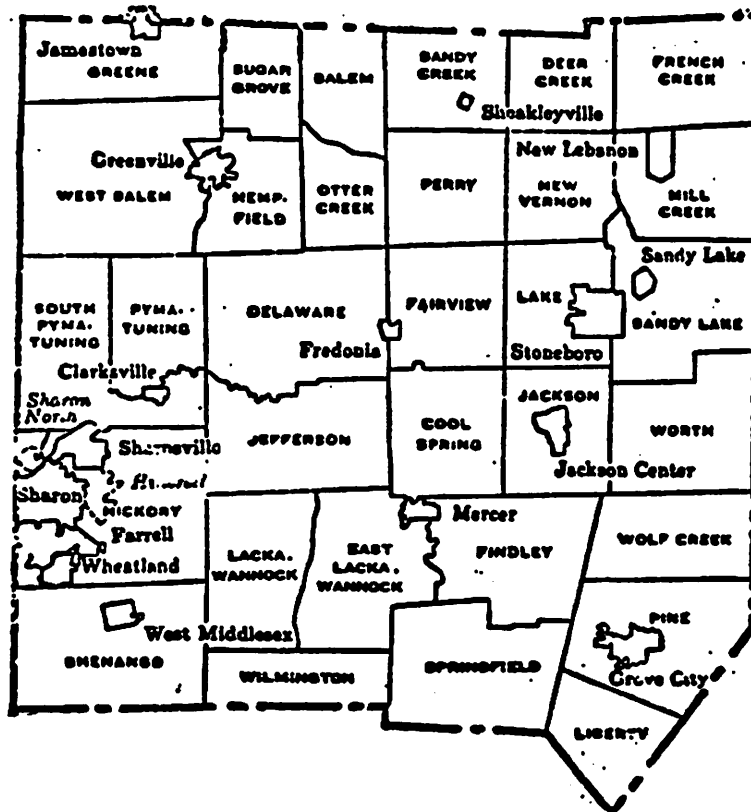 Jamestown
GREENE
SUGAR
GROVE
SALEM
SANDY
CREEK
DEER
CREEK
FRENCH
CREEK
Sheakleyville
Greenville
WEST SALEM
HEMP-
FIELD
OTTER
CREEK
PERRY
New Lebanon
NEW
VERNON
MILL
CREEK
SOUTH
PYMA-
TUNING
PYMA-
TUNING
DELAWARE
FAIRVIEW
LAKE
Sandy Lake
SANDY LAKE
Fredonia
Stoneboro
Clarksville
Sharon
North
Sharpsville
JEFFERSON
COOL
SPRING
JACKSON
Jackson Center
WORTH
Sharon
HICKORY
Farrell
Wheatland
LACKA-
WANNOCK
EAST
LACKA-
WANNOCK
Mercer
FINDLEY
WOLF CREEK
West Middlesex
SHENANGO
WILMINGTON
SPRINGFIELD
PINE
Grove City
LIBERTY